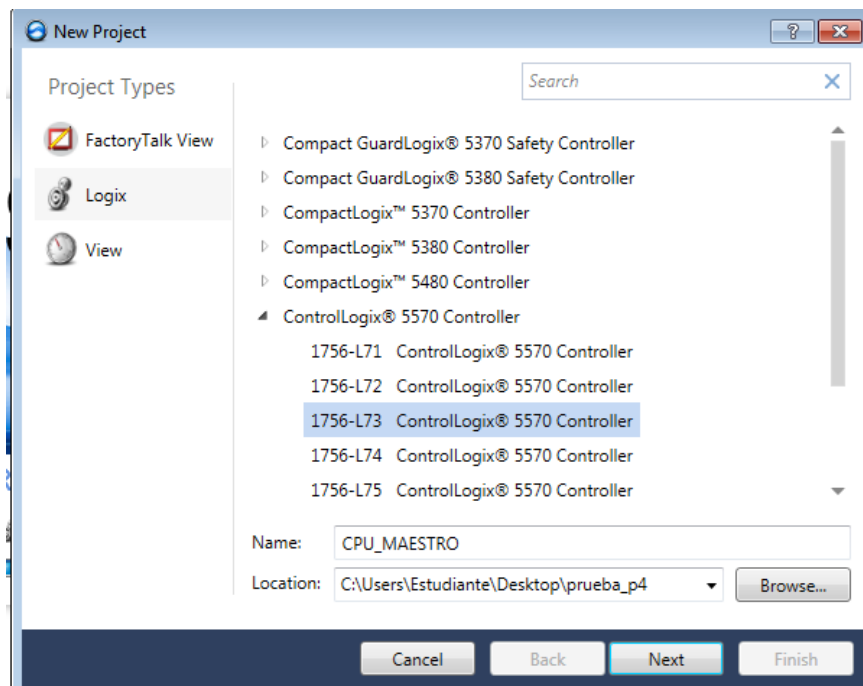 New Project
Project Types
Search
FactoryTalk View
Logix
View
Compact GuardLogix® 5370 Safety Controller
Compact GuardLogix® 5380 Safety Controller
CompactLogix™ 5370 Controller
CompactLogix™ 5380 Controller
CompactLogix™ 5480 Controller
ControlLogix® 5570 Controller
1756-L71 ControlLogix® 5570 Controller
1756-L72 ControlLogix® 5570 Controller
1756-L73 ControlLogix® 5570 Controller
1756-L74 ControlLogix® 5570 Controller
1756-L75 ControlLogix® 5570 Controller
Name: CPU_MAESTRO
Location: C:\Users\Estudiante\Desktop\prueba_p4 Browse...
Cancel Back Next Finish